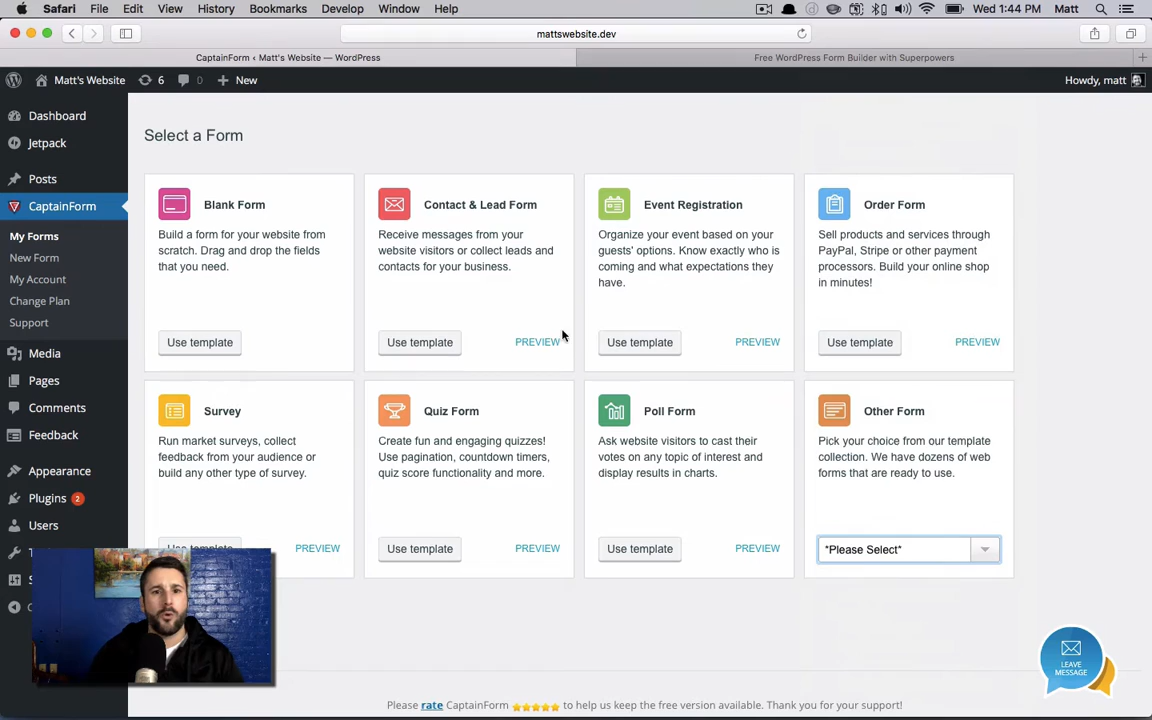 Safari File Edit View History Bookmarks Develop Window Help Wed 1:44 PM Matt
mattswebsite.dev
CaptainForm ‹ Matt's Website — WordPress
Free WordPress Form Builder with Superpowers
Matt's Website 6 0 New Howdy, matt
Dashboard
Jetpack
Posts
CaptainForm
My Forms
New Form
My Account
Change Plan
Support
Media
Pages
Comments
Feedback
Appearance
Plugins 2
Users
Select a Form
Blank Form
Build a form for your website from
scratch. Drag and drop the fields
that you need.
Use template
Contact & Lead Form
Receive messages from your
website visitors or collect leads and
contacts for your business.
Use template PREVIEW
Event Registration
Organize your event based on your
guests' options. Know exactly who is
coming and what expectations they
have.
Use template PREVIEW
Order Form
Sell products and services through
PayPal, Stripe or other payment
processors. Build your online shop
in minutes!
Use template PREVIEW
Survey
Run market surveys, collect
feedback from your audience or
build any other type of survey.
Use template PREVIEW
Quiz Form
Create fun and engaging quizzes!
Use pagination, countdown timers,
quiz score functionality and more.
Use template PREVIEW
Poll Form
Ask website visitors to cast their
votes on any topic of interest and
display results in charts.
Use template PREVIEW
Other Form
Pick your choice from our template
collection. We have dozens of web
forms that are ready to use.
*Please Select*
LEAVE
MESSAGE
Please rate CaptainForm to help us keep the free version available. Thank you for your support!